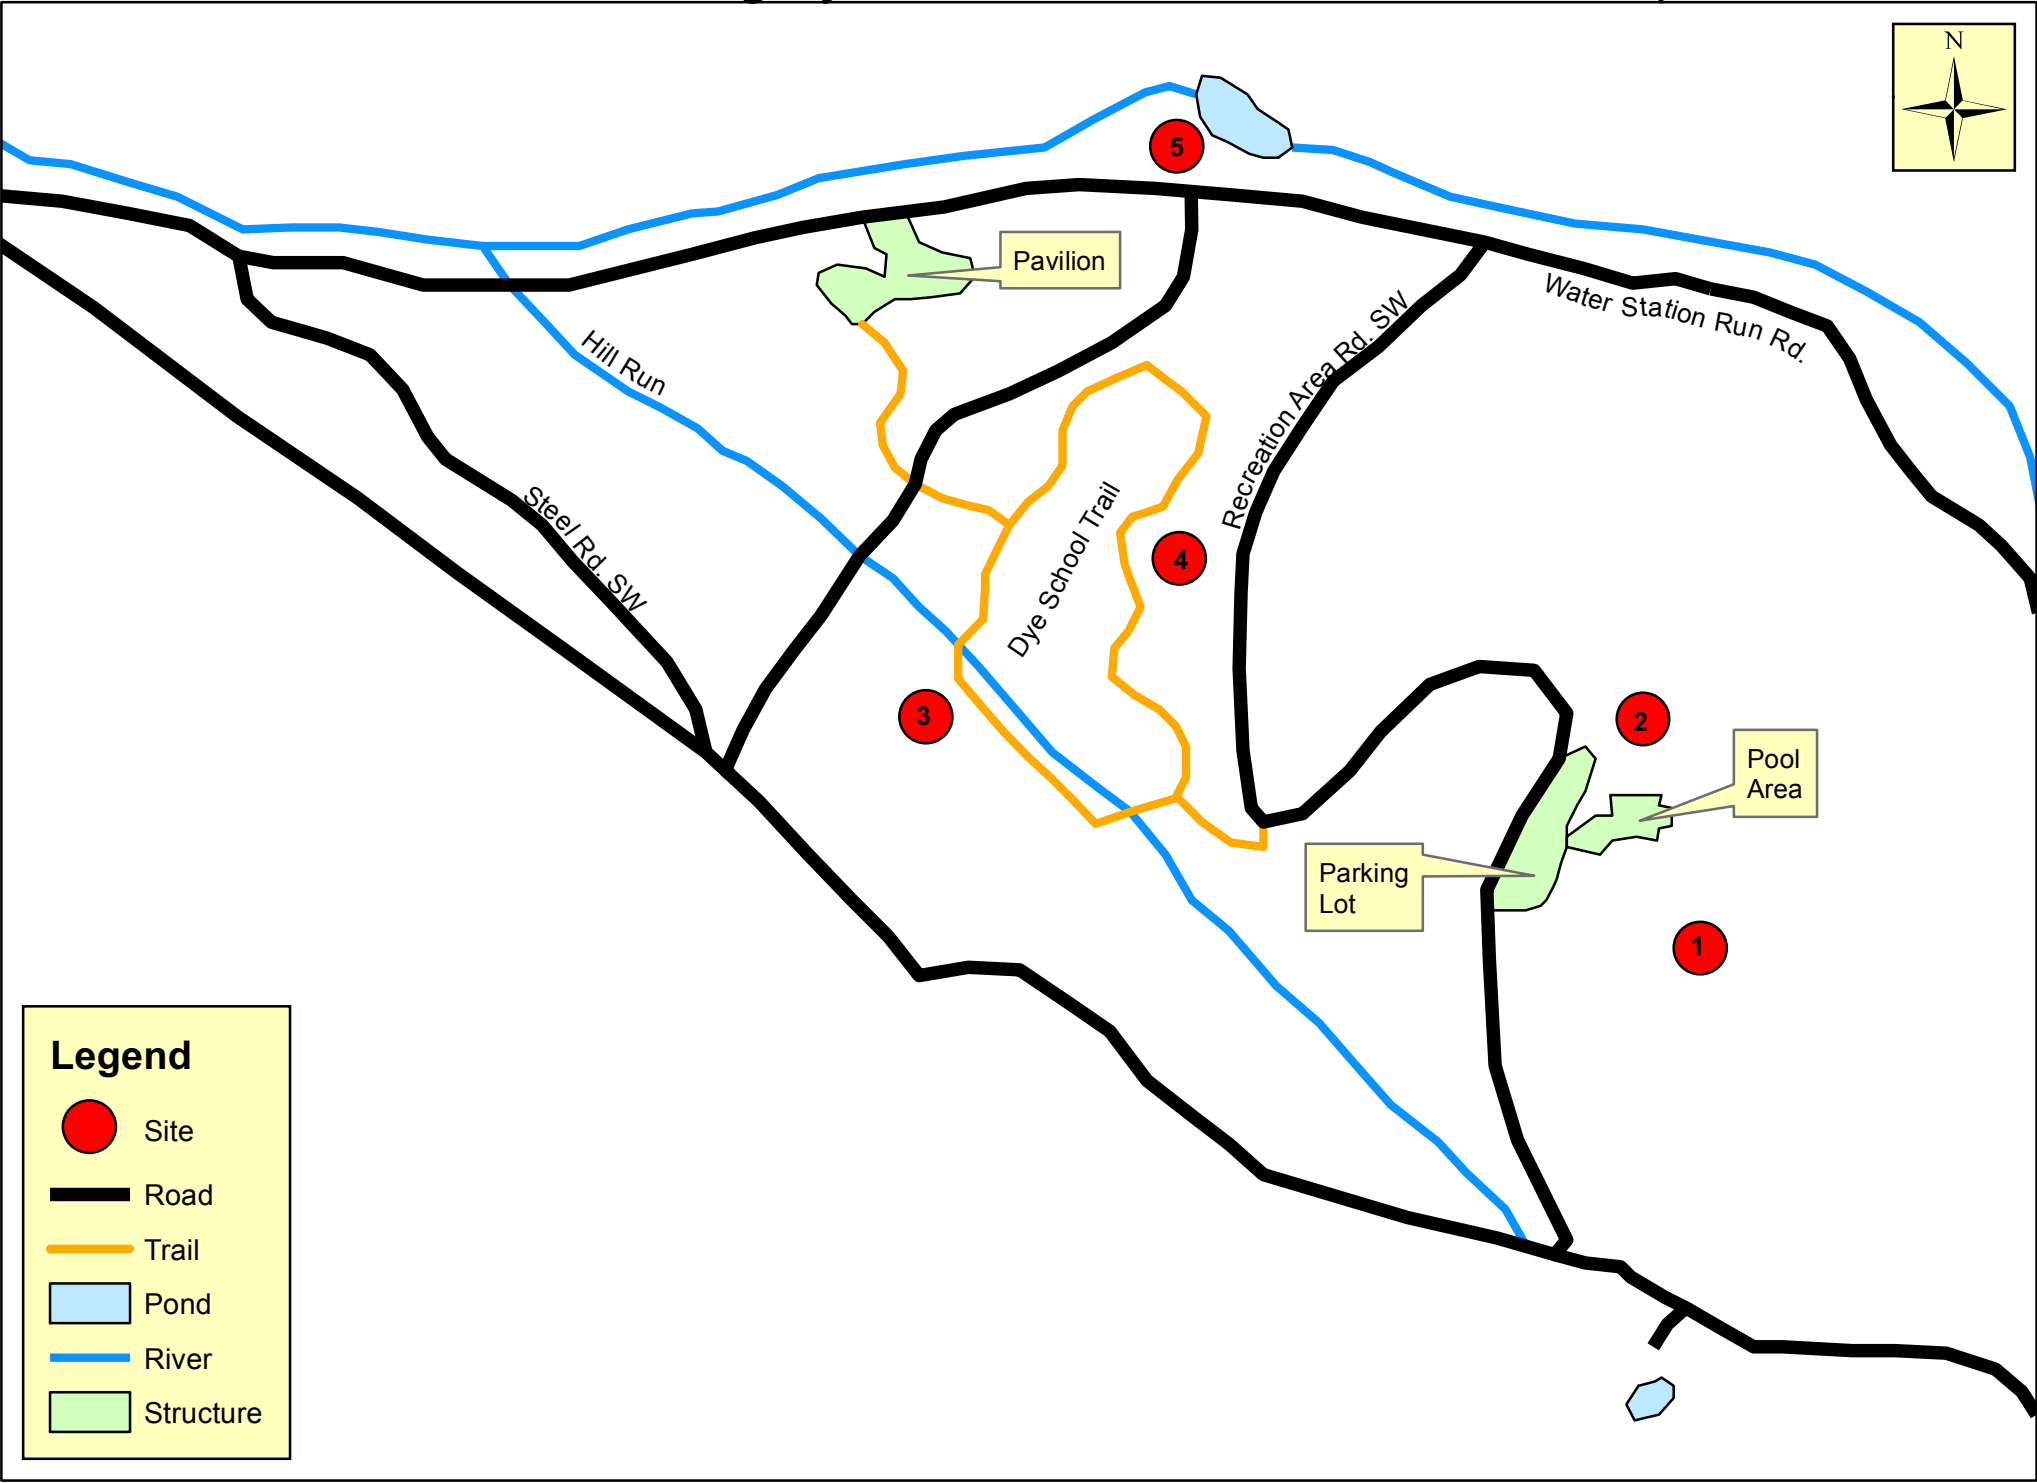 N
5
Pavilion
Water Station Run Rd.
Hill Run
Recreation Area Rd. SW
Dye School Trail
Steel Rd. SW
4
3
2
Pool
Area
Parking
Lot
1
Legend
Site
Road
Trail
Pond
River
Structure